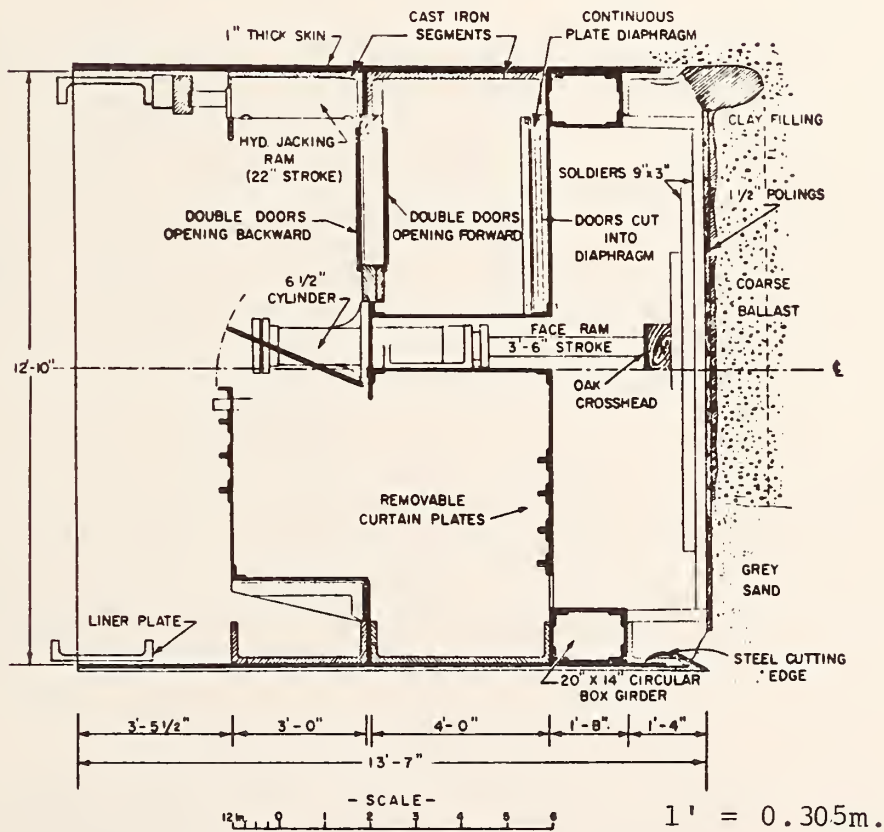 CAST IRON
SEGMENTS
CONTINUOUS
PLATE DIAPHRAGM
1" THICK SKIN
CLAY FILLING
HYD. JACKING
RAM
(22" STROKE)
SOLDIERS 9"x3"
1 1/2" POLINGS
DOUBLE DOORS
OPENING BACKWARD
DOUBLE DOORS
OPENING FORWARD
DOORS CUT
INTO
DIAPHRAGM
6 1/2"
CYLINDER
COARSE
BALLAST
FACE RAM
3'-6" STROKE
12'-10"
℄
OAK
CROSSHEAD
REMOVABLE
CURTAIN PLATES
GREY
SAND
LINER PLATE
STEEL CUTTING
EDGE
20" X 14" CIRCULAR
BOX GIRDER
3'-5 1/2"
3'-0"
4'-0"
1'-8"
1'-4"
13'-7"
- SCALE -
12 In. 0 1 2 3 4 5 6
1' = 0.305m.